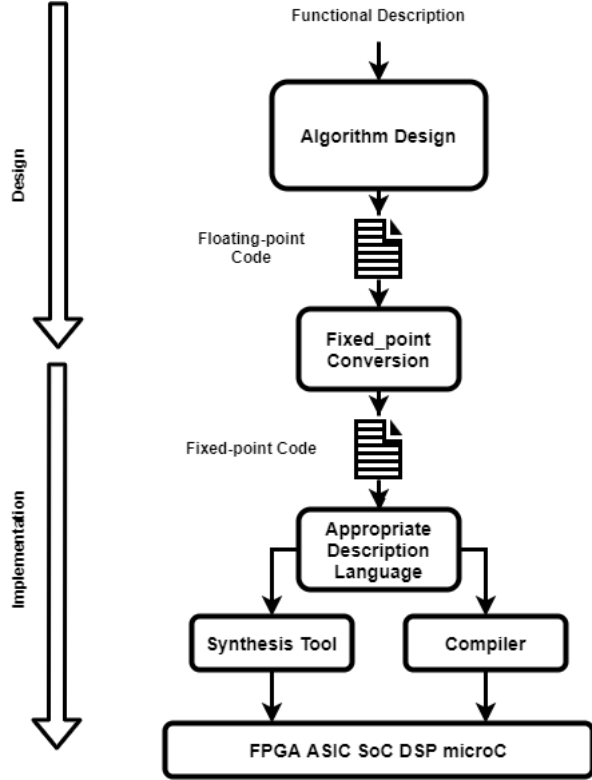 Functional Description
Algorithm Design
Design
Floating-point
Code
Fixed_point
Conversion
Fixed-point Code
Appropriate
Description
Language
Implementation
Synthesis Tool
Compiler
FPGA ASIC SoC DSP microC